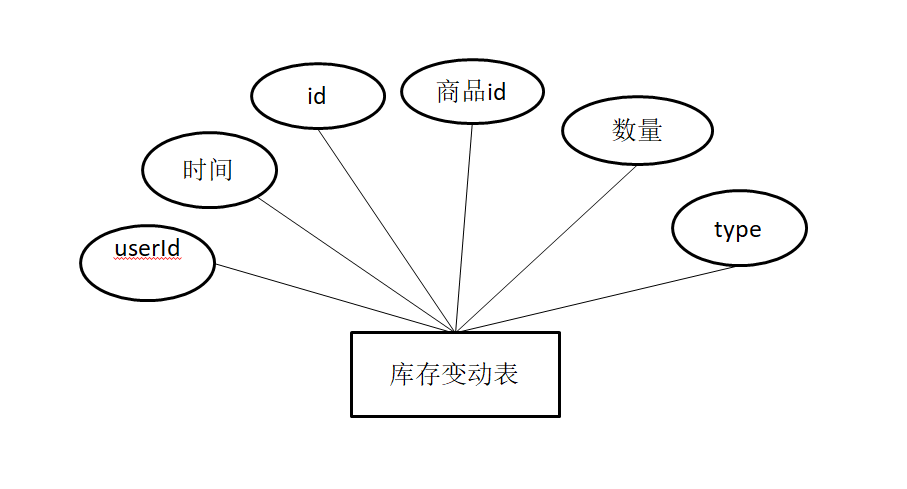 id
商品id
数量
时间
type
userId
库存变动表